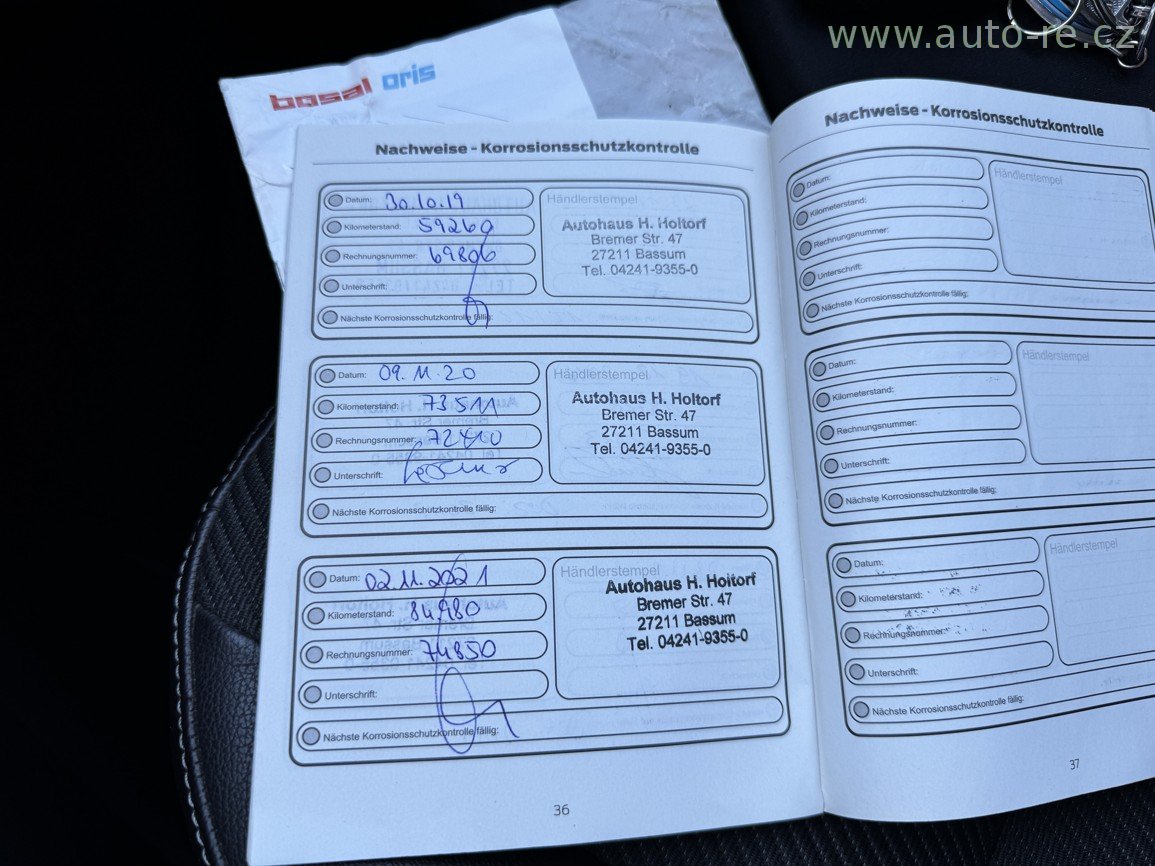 www.auto-re.cz
bosal oris
Nachweise - Korrosionsschutzkontrolle
Datum: 30.10.19
Kilometerstand: 59260
Rechnungsnummer: 69806
Unterschrift:
Nächste Korrosionsschutzkontrolle fällig:
Händlerstempel
Autohaus H. Holtorf
Bremer Str. 47
27211 Bassum
Tel. 04241-9355-0
Datum: 09.11.20
Kilometerstand: 73511
Rechnungsnummer:
Unterschrift:
Nächste Korrosionsschutzkontrolle fällig:
Händlerstempel
Autohaus H. Holtorf
Bremer Str. 47
27211 Bassum
Tel. 04241-9355-0
Datum: 02.11.2021
Kilometerstand: 84980
Rechnungsnummer: 74850
Unterschrift:
Nächste Korrosionsschutzkontrolle fällig:
Händlerstempel
Autohaus H. Holtorf
Bremer Str. 47
27211 Bassum
Tel. 04241-9355-0
36
Nachweise - Korrosionsschutzkontrolle
Datum:
Kilometerstand:
Rechnungsnummer:
Unterschrift:
Nächste Korrosionsschutzkontrolle fällig:
Händlerstempel
Datum:
Kilometerstand:
Rechnungsnummer:
Unterschrift:
Nächste Korrosionsschutzkontrolle fällig:
Händlerstempel
Datum:
Kilometerstand:
Rechnungsnummer:
Unterschrift:
Nächste Korrosionsschutzkontrolle fällig:
Händlerstempel
37